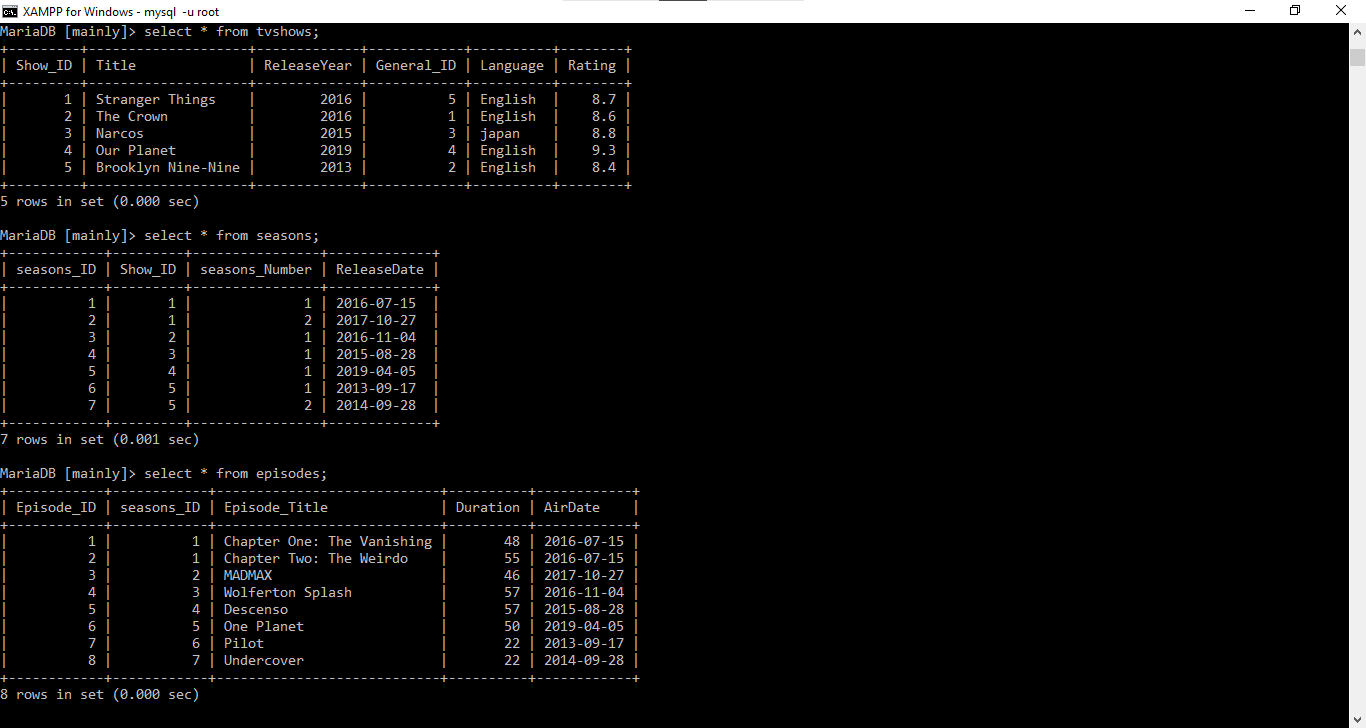 XAMPP for Windows - mysql  -u root
MariaDB [mainly]> select * from tvshows;
+---------+--------------------+-------------+------------+----------+--------+
| Show_ID | Title              | ReleaseYear | General_ID | Language | Rating |
+---------+--------------------+-------------+------------+----------+--------+
|       1 | Stranger Things    |        2016 |          5 | English  |    8.7 |
|       2 | The Crown          |        2016 |          1 | English  |    8.6 |
|       3 | Narcos             |        2015 |          3 | japan    |    8.8 |
|       4 | Our Planet         |        2019 |          4 | English  |    9.3 |
|       5 | Brooklyn Nine-Nine |        2013 |          2 | English  |    8.4 |
+---------+--------------------+-------------+------------+----------+--------+
5 rows in set (0.000 sec)
MariaDB [mainly]> select * from seasons;
+------------+---------+----------------+-------------+
| seasons_ID | Show_ID | seasons_Number | ReleaseDate |
+------------+---------+----------------+-------------+
|          1 |       1 |              1 | 2016-07-15  |
|          2 |       1 |              2 | 2017-10-27  |
|          3 |       2 |              1 | 2016-11-04  |
|          4 |       3 |              1 | 2015-08-28  |
|          5 |       4 |              1 | 2019-04-05  |
|          6 |       5 |              1 | 2013-09-17  |
|          7 |       5 |              2 | 2014-09-28  |
+------------+---------+----------------+-------------+
7 rows in set (0.001 sec)
MariaDB [mainly]> select * from episodes;
+------------+------------+----------------------------+----------+------------+
| Episode_ID | seasons_ID | Episode_Title              | Duration | AirDate    |
+------------+------------+----------------------------+----------+------------+
|          1 |          1 | Chapter One: The Vanishing |       48 | 2016-07-15 |
|          2 |          1 | Chapter Two: The Weirdo    |       55 | 2016-07-15 |
|          3 |          2 | MADMAX                     |       46 | 2017-10-27 |
|          4 |          3 | Wolferton Splash           |       57 | 2016-11-04 |
|          5 |          4 | Descenso                   |       57 | 2015-08-28 |
|          6 |          5 | One Planet                 |       50 | 2019-04-05 |
|          7 |          6 | Pilot                      |       22 | 2013-09-17 |
|          8 |          7 | Undercover                 |       22 | 2014-09-28 |
+------------+------------+----------------------------+----------+------------+
8 rows in set (0.000 sec)